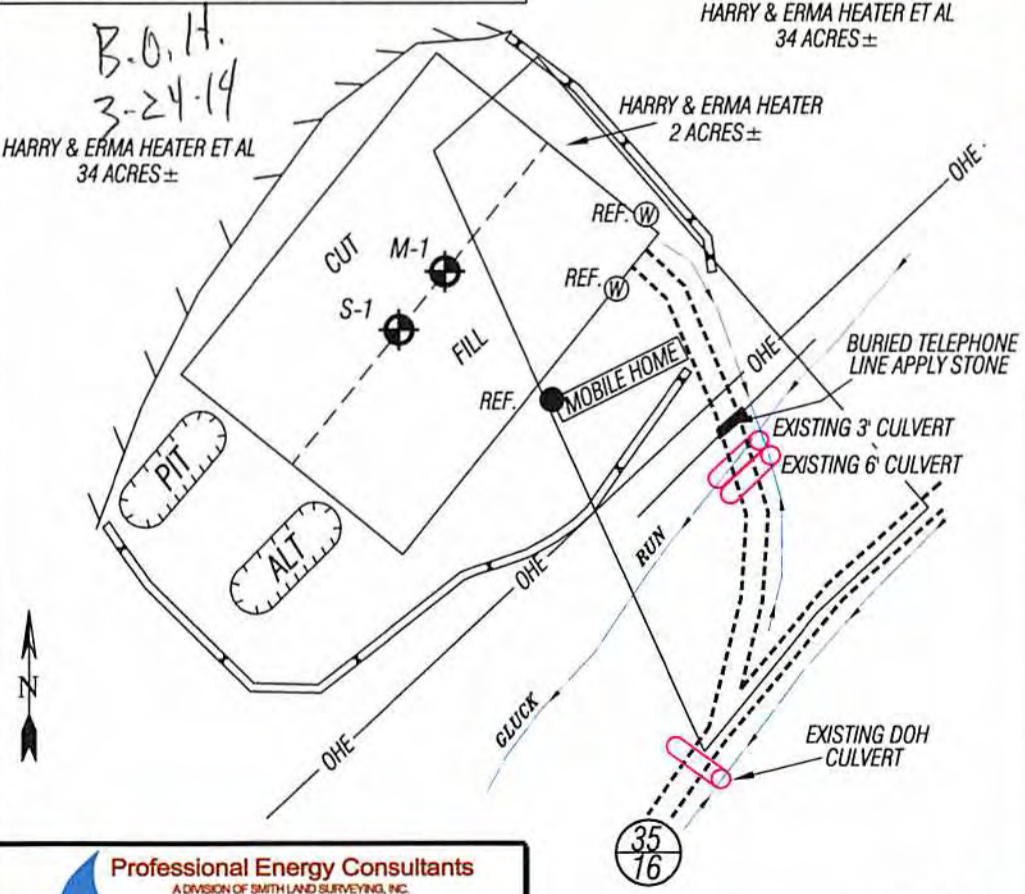 HARRY & ERMA HEATER ET AL
34 ACRES±
B.O.H.
3-24-14
HARRY & ERMA HEATER
2 ACRES±
HARRY & ERMA HEATER ET AL
34 ACRES±
OHE
REF. W
CUT
M-1
REF. W
S-1
FILL
BURIED TELEPHONE
LINE APPLY STONE
OHE
MOBILE HOME
REF.
EXISTING 3' CULVERT
EXISTING 6' CULVERT
PIT
ALT
RUN
OHE
N
GLUCK
EXISTING DOH
CULVERT
OHE
35
16
Professional Energy Consultants
A DIVISION OF SMITH LAND SURVEYING, INC.